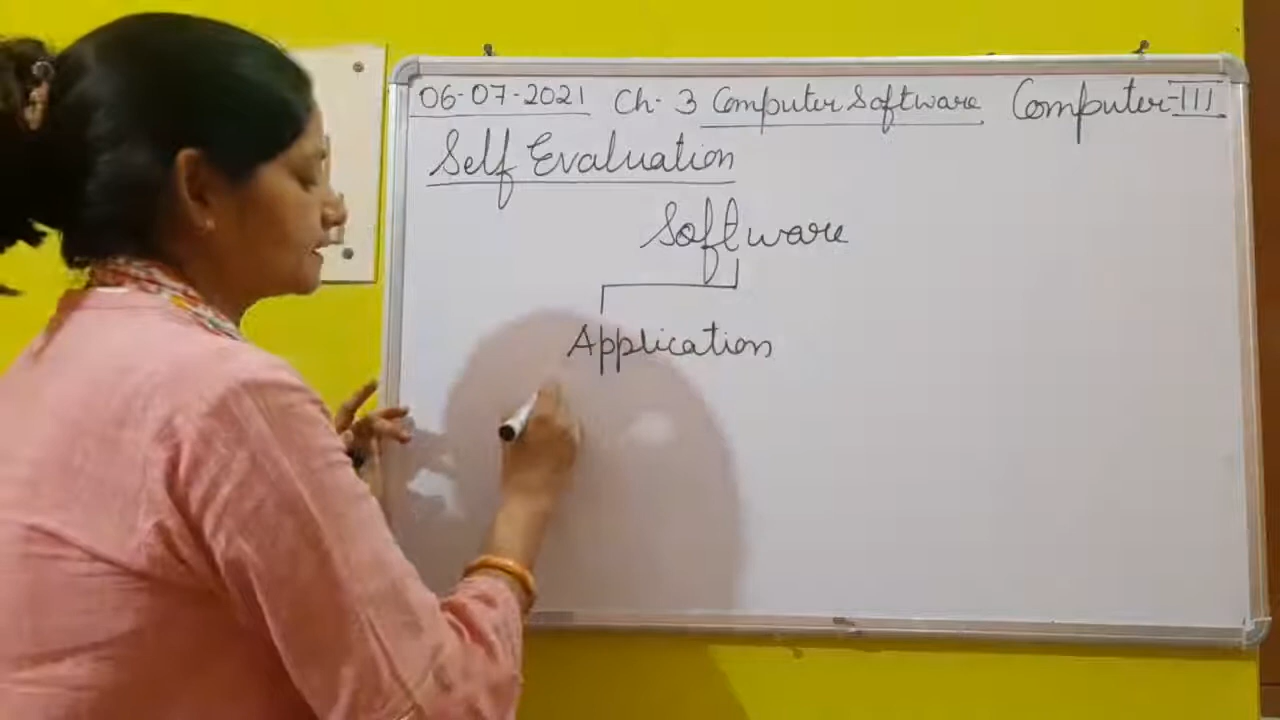 06-07-2021 Ch. 3 Computer Software Computer-III
Self Evaluation
Software
Application